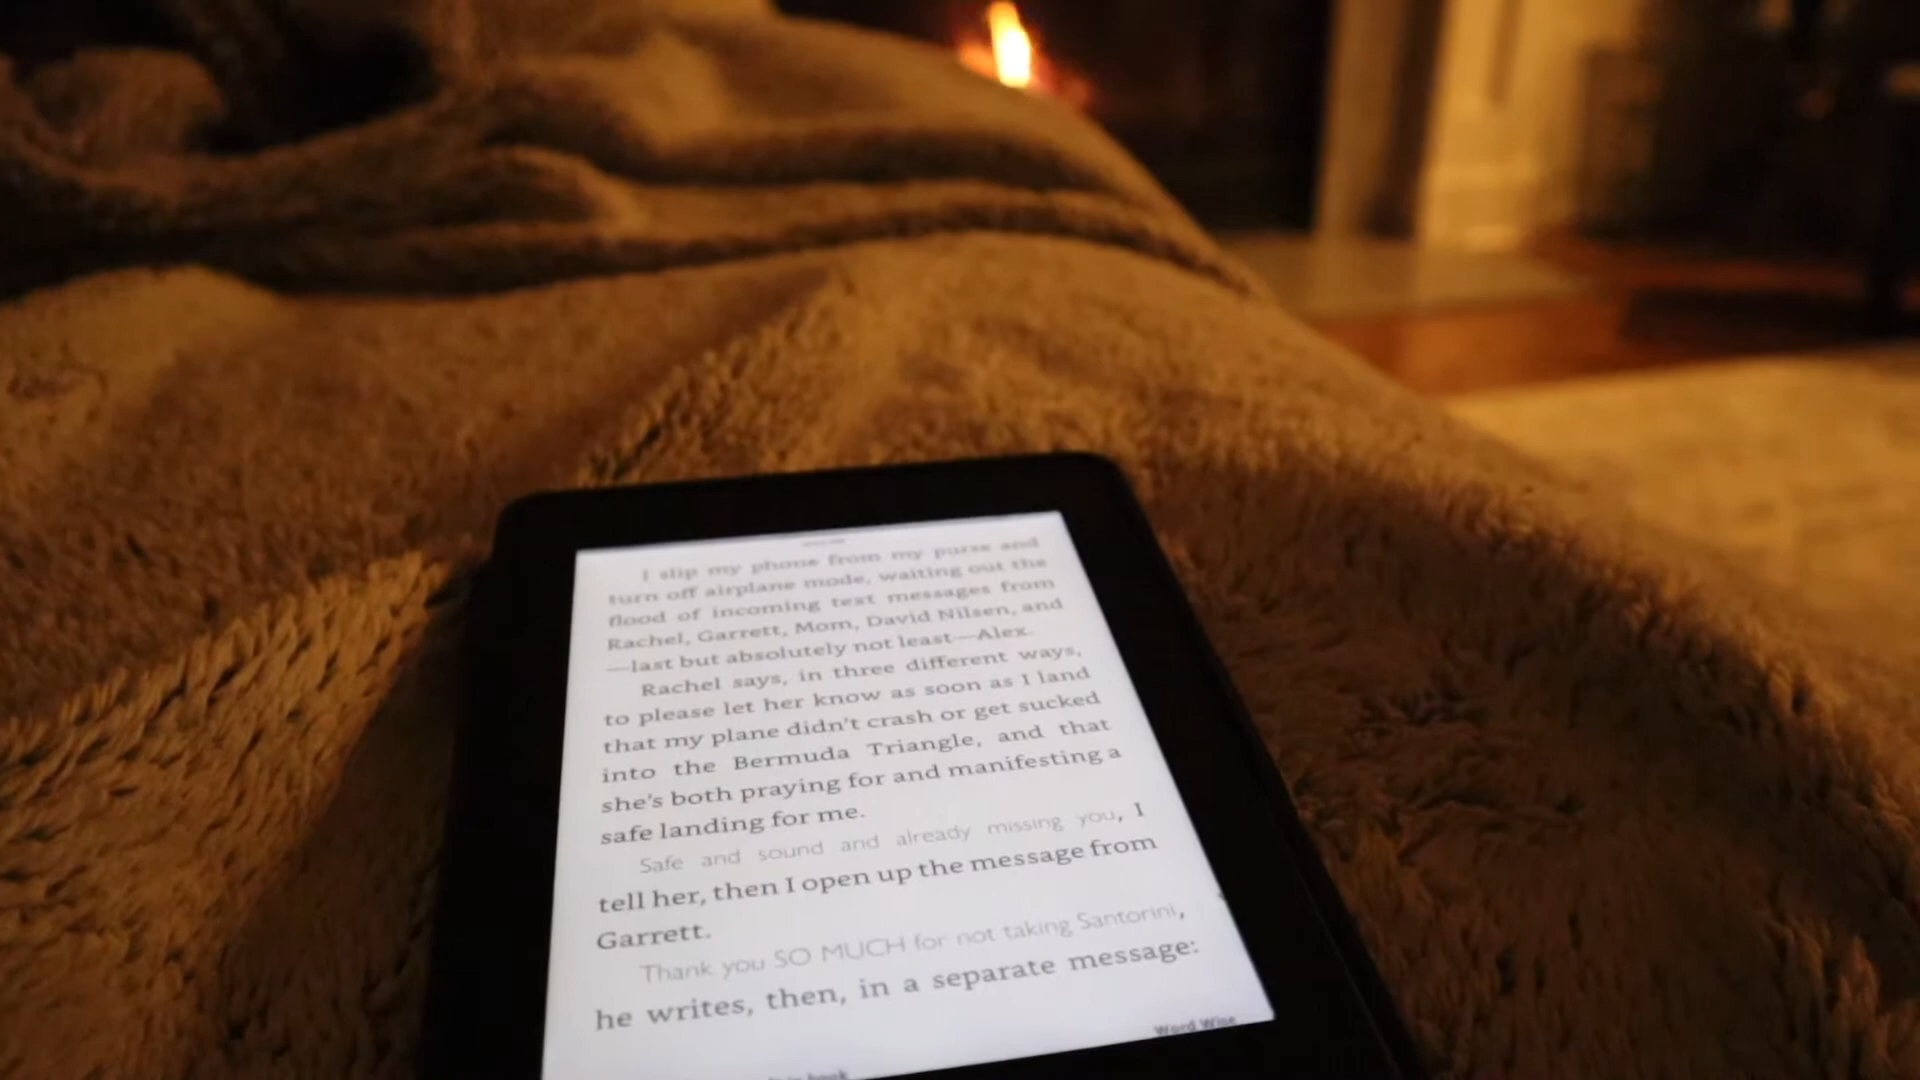 I slip my phone from my purse and
turn off airplane mode, waiting out the
flood of incoming text messages from
Rachel, Garrett, Mom, David Nilsen, and
—last but absolutely not least—Alex.
Rachel says, in three different ways,
to please let her know as soon as I land
that my plane didn't crash or get sucked
into the Bermuda Triangle, and that
she's both praying for and manifesting a
safe landing for me.
Safe and sound and already missing you, I
tell her, then I open up the message from
Garrett.
Thank you SO MUCH for not taking Santorini,
he writes, then, in a separate message:
Word Wise
book